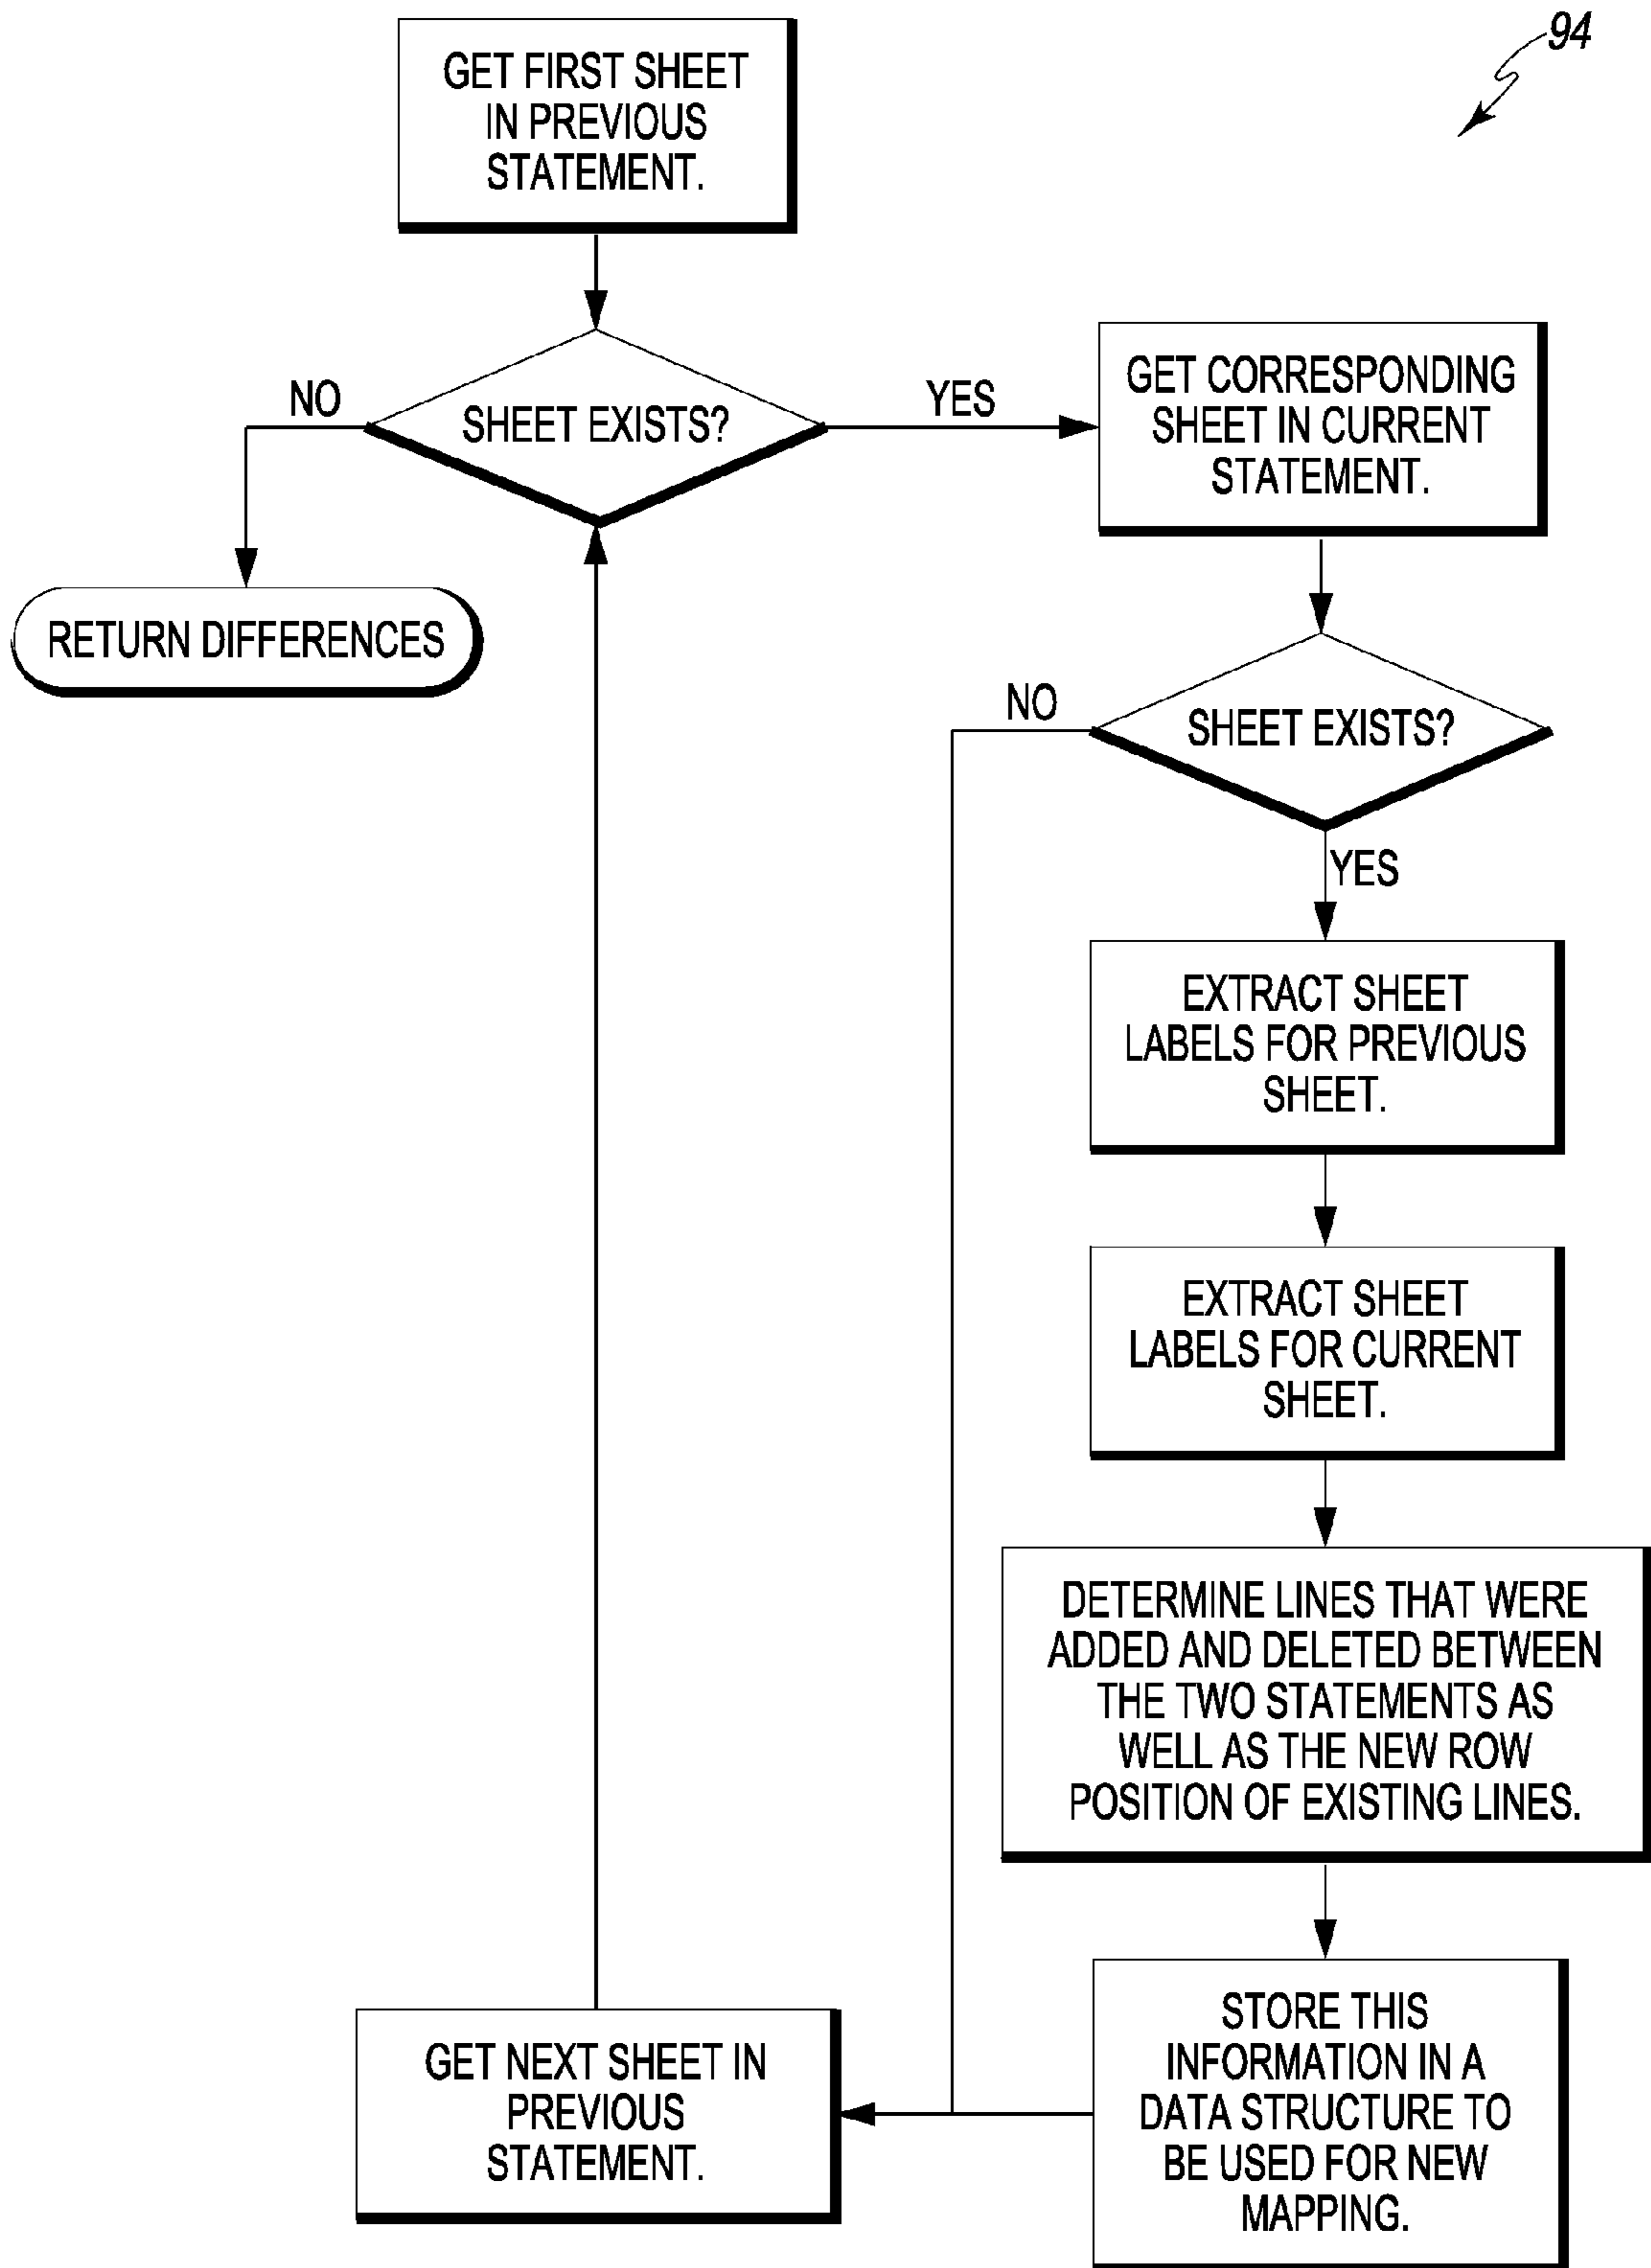 94
GET FIRST SHEET
IN PREVIOUS
STATEMENT.
SHEET EXISTS?
NO
YES
RETURN DIFFERENCES
GET CORRESPONDING
SHEET IN CURRENT
STATEMENT.
SHEET EXISTS?
NO
YES
EXTRACT SHEET
LABELS FOR PREVIOUS
SHEET.
EXTRACT SHEET
LABELS FOR CURRENT
SHEET.
DETERMINE LINES THAT WERE
ADDED AND DELETED BETWEEN
THE TWO STATEMENTS AS
WELL AS THE NEW ROW
POSITION OF EXISTING LINES.
STORE THIS
INFORMATION IN A
DATA STRUCTURE TO
BE USED FOR NEW
MAPPING.
GET NEXT SHEET IN
PREVIOUS
STATEMENT.